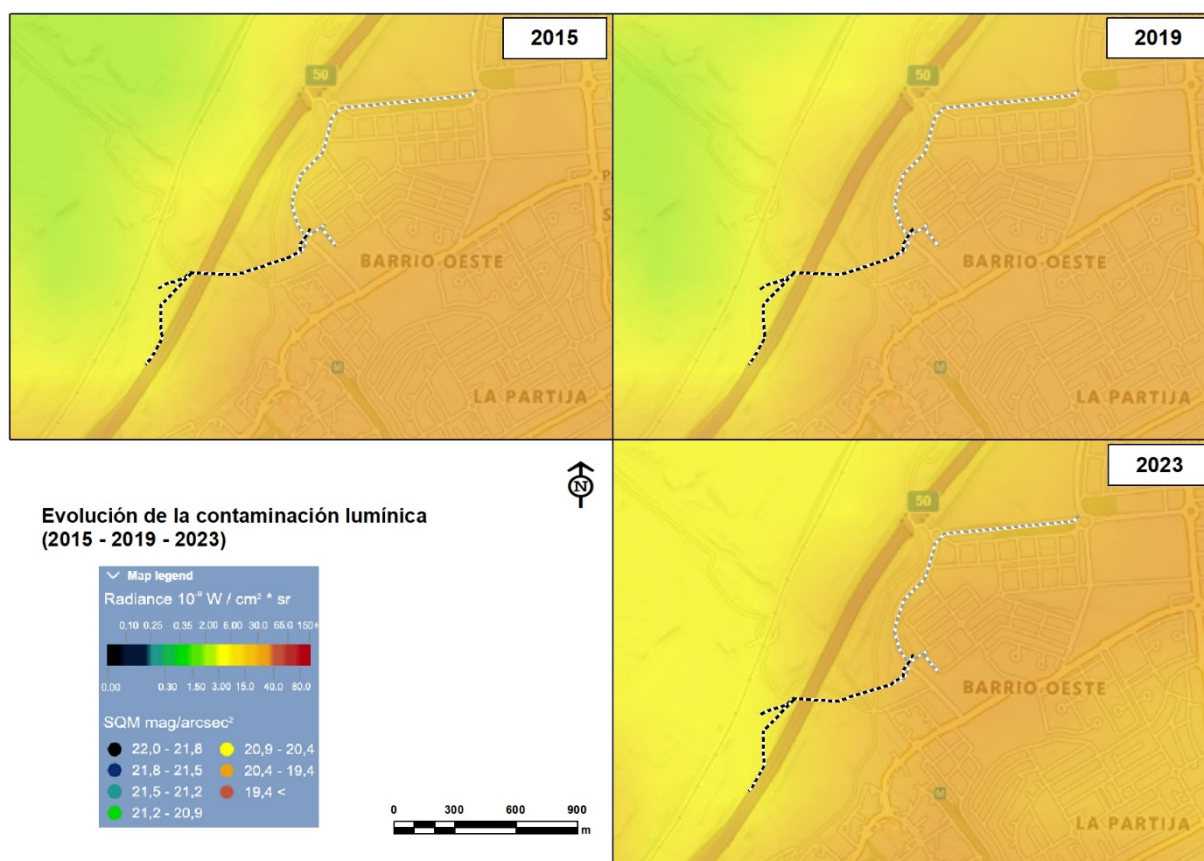 2015
50
BARRIO OESTE
M
LA PARTIJA
2019
50
BARRIO OESTE
M
LA PARTIJA
N
Evolución de la contaminación lumínica
(2015 - 2019 - 2023)
Map legend
Radiance 10⁻⁹ W / cm² * sr
0.10 0.25 0.35 2.00 6.00 30.0 65.0 150+
0.00 0.30 1.50 3.00 15.0 40.0 80.0
SQM mag/arcsec²
22,0 - 21,8 20,9 - 20,4
21,8 - 21,5 20,4 - 19,4
21,5 - 21,2 19,4 <
21,2 - 20,9
0 300 600 900
m
2023
50
BARRIO OESTE
M
LA PARTIJA